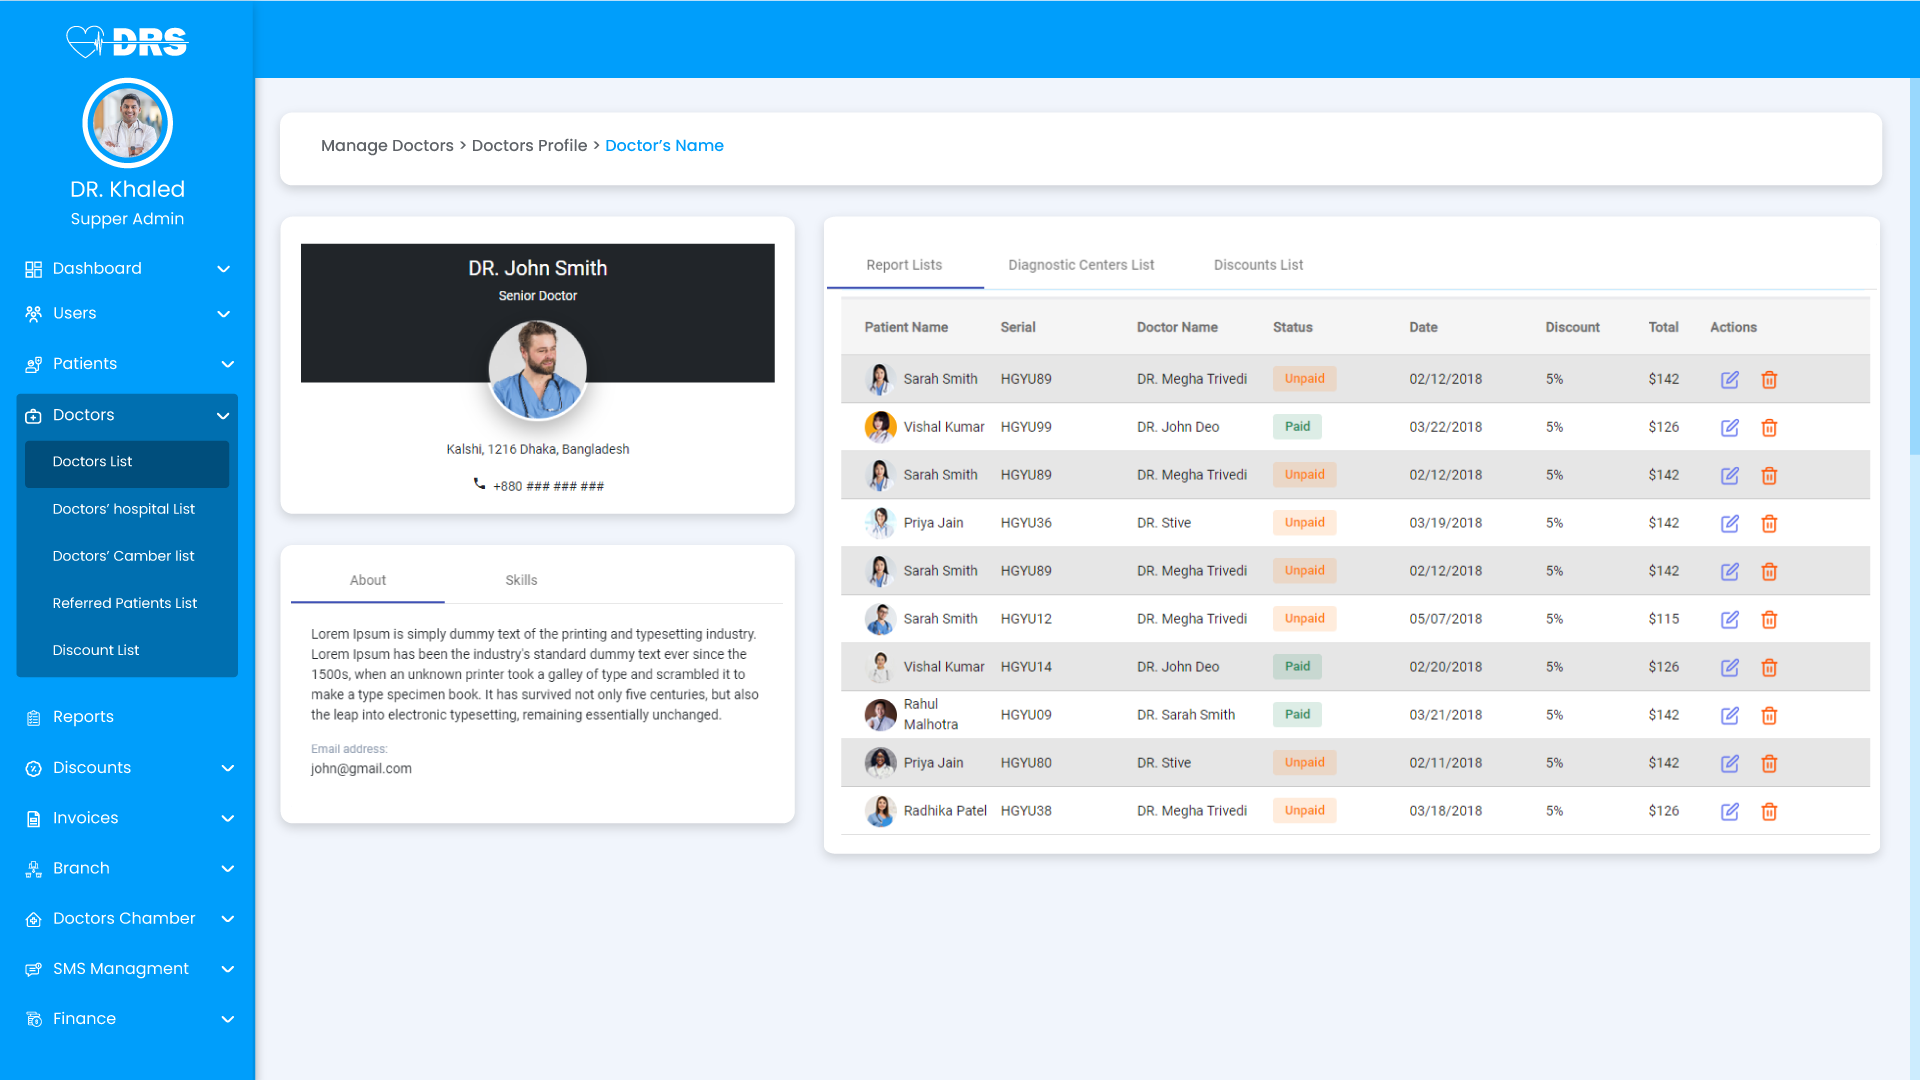 DRS
DR. Khaled
Supper Admin
Dashboard
Users
Patients
Doctors
Doctors List
Doctors’ hospital List
Doctors’ Camber list
Referred Patients List
Discount List
Reports
Discounts
Invoices
Branch
Doctors Chamber
SMS Managment
Finance
Manage Doctors > Doctors Profile > Doctor’s Name
DR. John Smith
Senior Doctor
Kalshi, 1216 Dhaka, Bangladesh
+880 ### ### ###
About Skills
Lorem Ipsum is simply dummy text of the printing and typesetting industry.
Lorem Ipsum has been the industry's standard dummy text ever since the
1500s, when an unknown printer took a galley of type and scrambled it to
make a type specimen book. It has survived not only five centuries, but also
the leap into electronic typesetting, remaining essentially unchanged.
Email address:
john@gmail.com
Report Lists Diagnostic Centers List Discounts List
Patient Name Serial Doctor Name Status Date Discount Total Actions
Sarah Smith HGYU89 DR. Megha Trivedi Unpaid 02/12/2018 5% $142
Vishal Kumar HGYU99 DR. John Deo Paid 03/22/2018 5% $126
Sarah Smith HGYU89 DR. Megha Trivedi Unpaid 02/12/2018 5% $142
Priya Jain HGYU36 DR. Stive Unpaid 03/19/2018 5% $142
Sarah Smith HGYU89 DR. Megha Trivedi Unpaid 02/12/2018 5% $142
Sarah Smith HGYU12 DR. Megha Trivedi Unpaid 05/07/2018 5% $115
Vishal Kumar HGYU14 DR. John Deo Paid 02/20/2018 5% $126
Rahul
Malhotra HGYU09 DR. Sarah Smith Paid 03/21/2018 5% $142
Priya Jain HGYU80 DR. Stive Unpaid 02/11/2018 5% $142
Radhika Patel HGYU38 DR. Megha Trivedi Unpaid 03/18/2018 5% $126